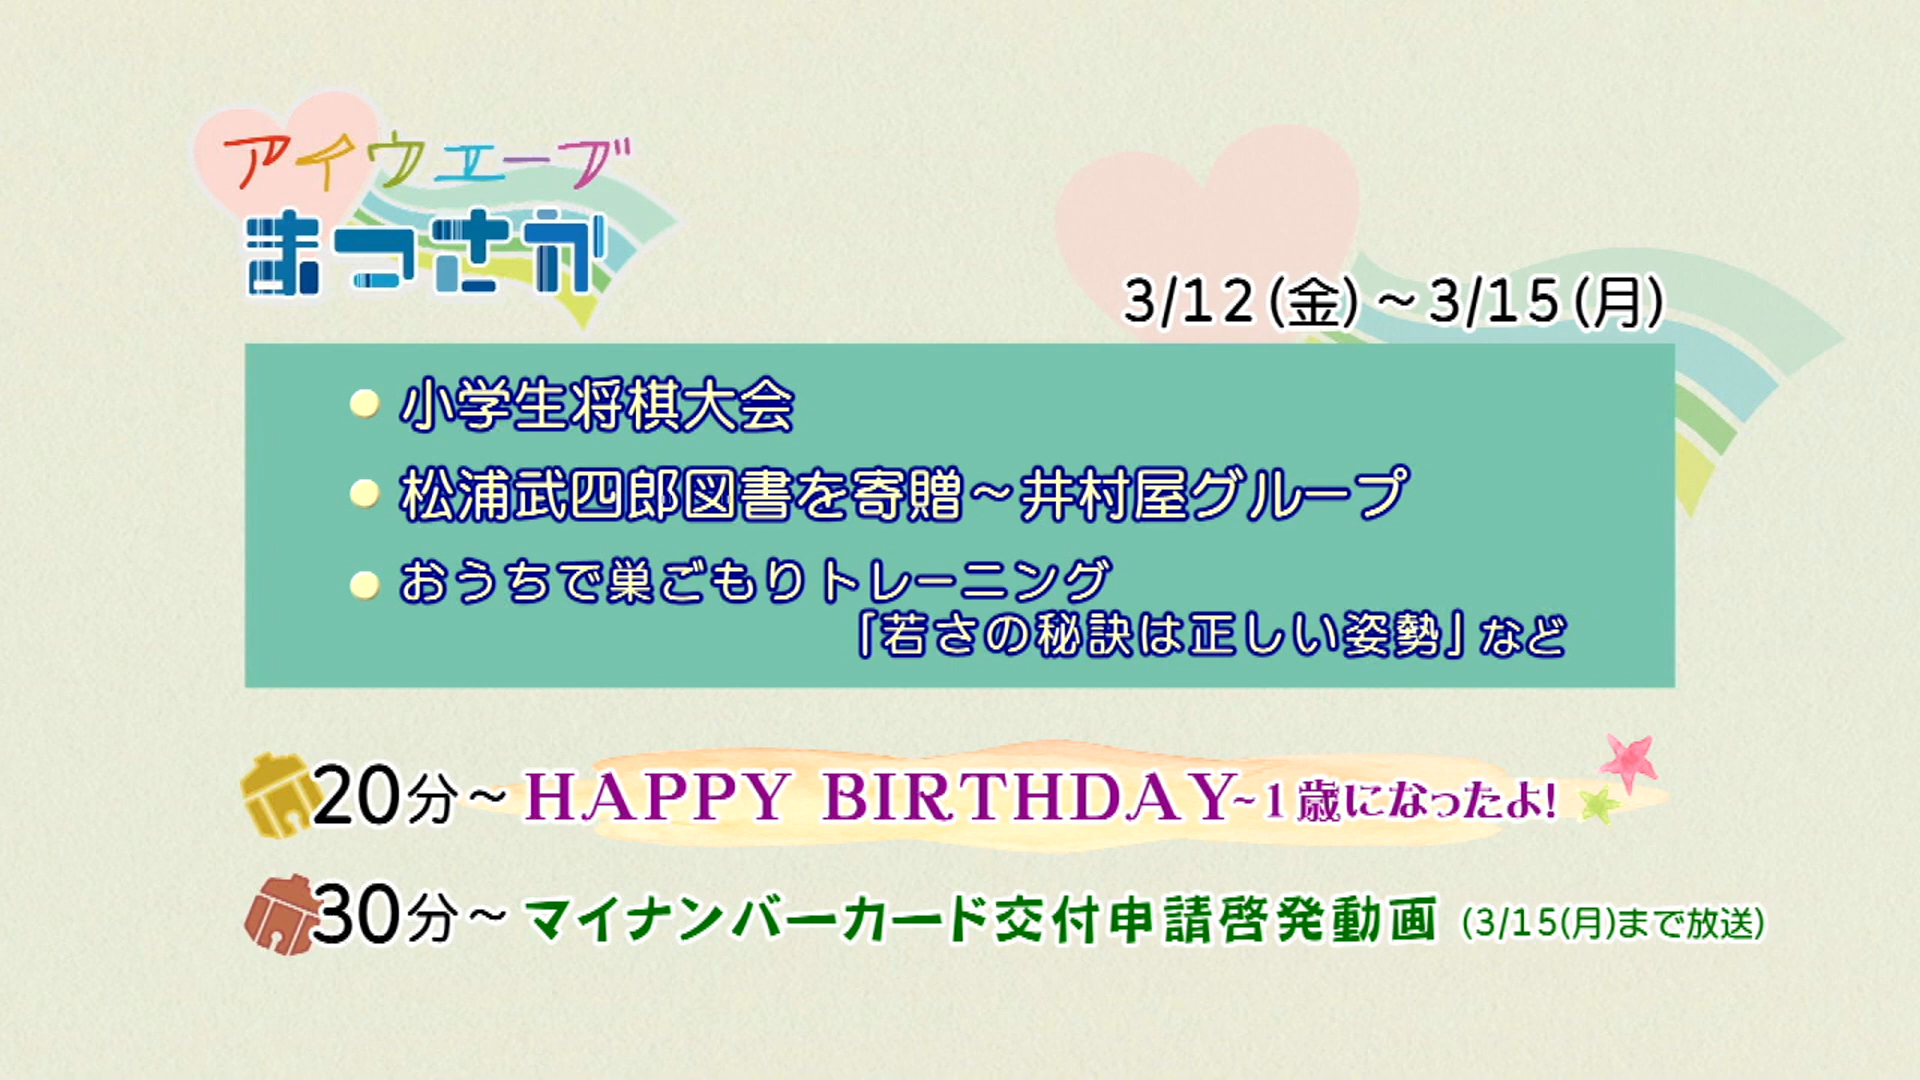 アイウエーブ
まつさか
3/12(金)～3/15(月)
● 小学生将棋大会
● 松浦武四郎図書を寄贈～井村屋グループ
● おうちで巣ごもりトレーニング
「若さの秘訣は正しい姿勢」など
20分～HAPPY BIRTHDAY~1歳になったよ!
30分～マイナンバーカード交付申請啓発動画 (3/15(月)まで放送)